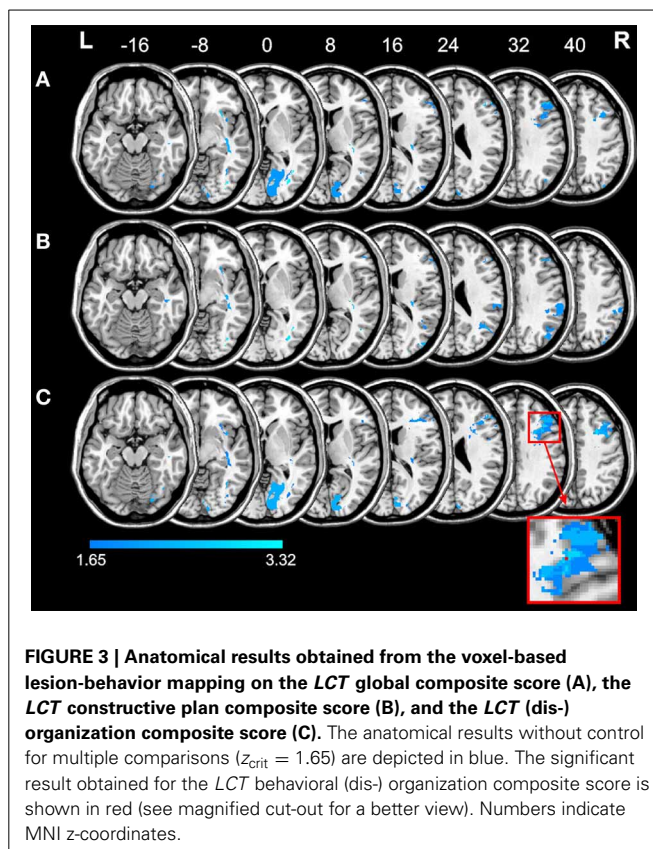 L -16 -8 0 8 16 24 32 40 R
A
B
C
1.65 3.32
FIGURE 3 | Anatomical results obtained from the voxel-based
lesion-behavior mapping on the LCT global composite score (A), the
LCT constructive plan composite score (B), and the LCT (dis-)
organization composite score (C). The anatomical results without control
for multiple comparisons (zcrit = 1.65) are depicted in blue. The significant
result obtained for the LCT behavioral (dis-) organization composite score is
shown in red (see magnified cut-out for a better view). Numbers indicate
MNI z-coordinates.